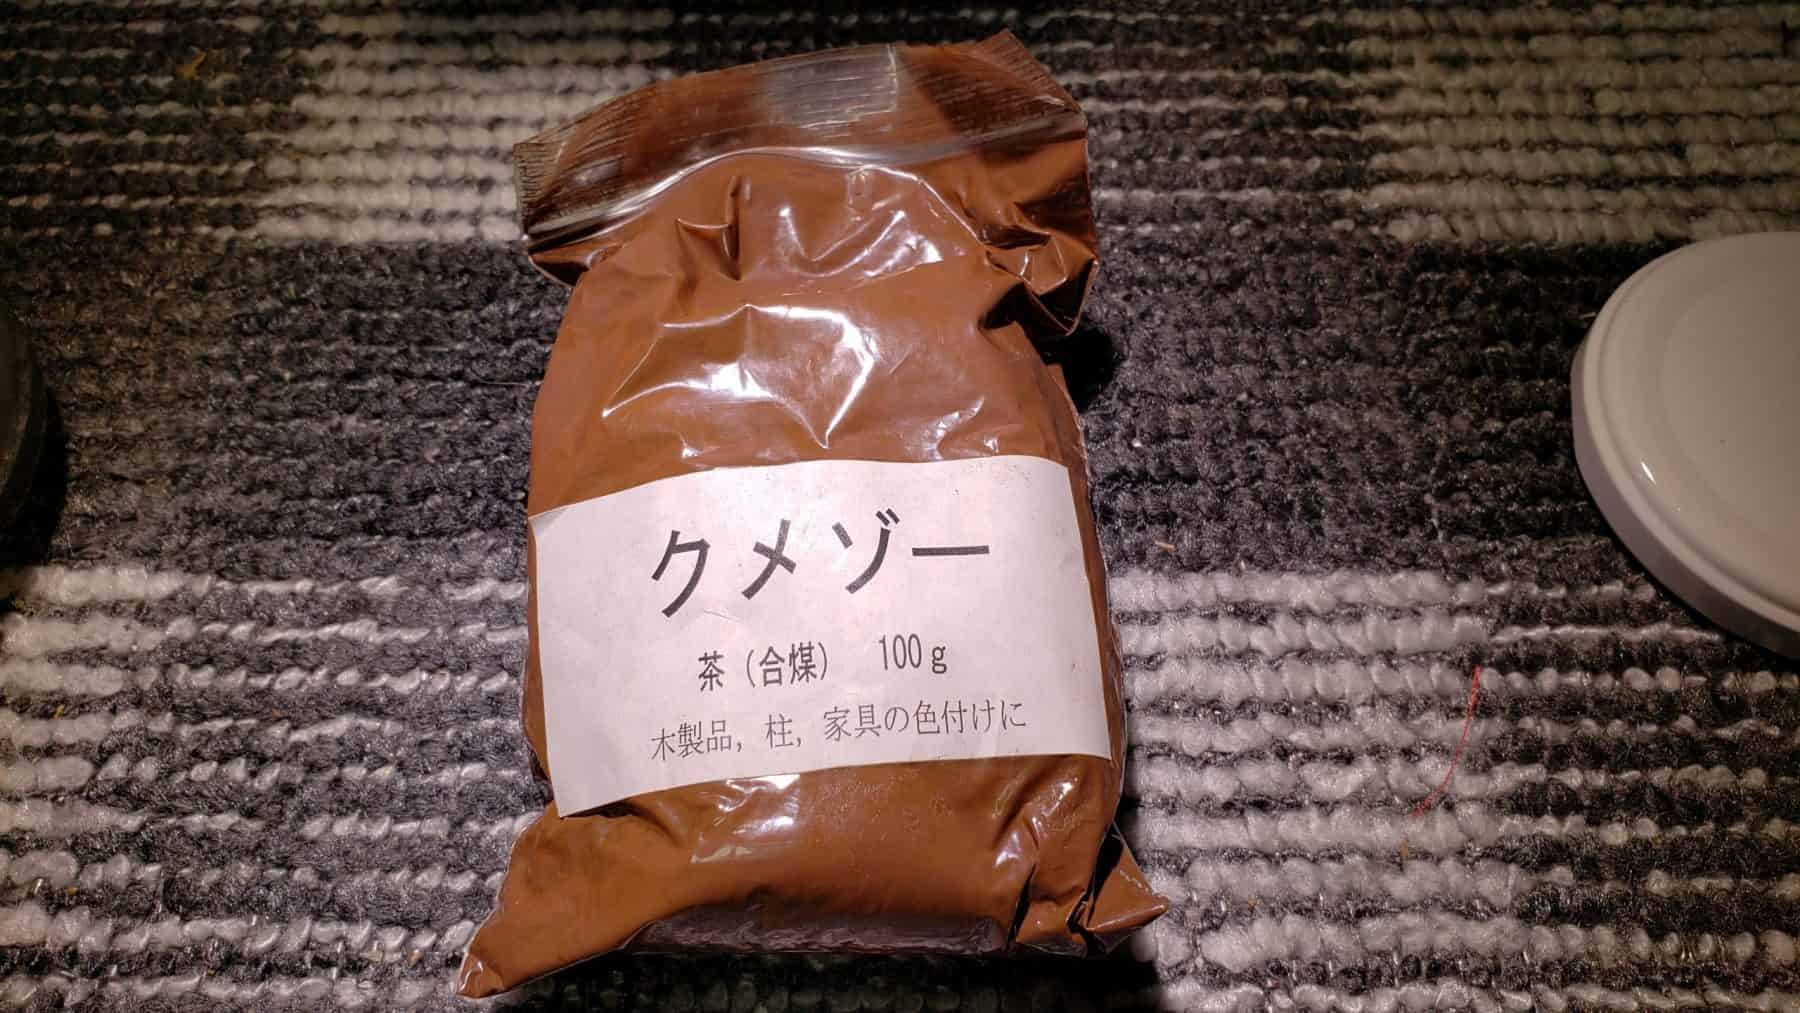 クメゾー
茶（合煤） 100ｇ
木製品，柱，家具の色付けに